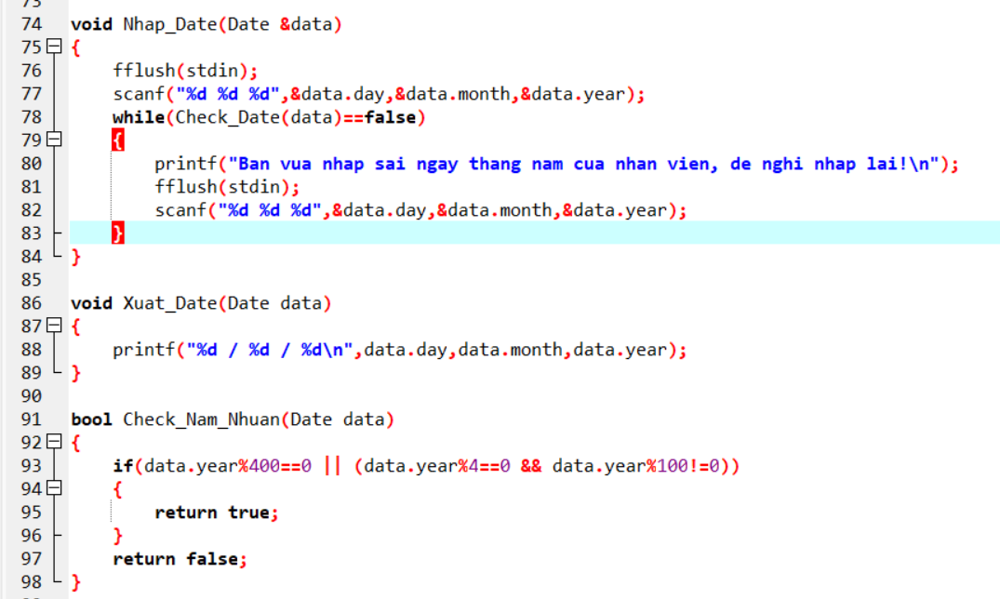 73
74 void Nhap_Date(Date &data)
75 {
76 fflush(stdin);
77 scanf("%d %d %d",&data.day,&data.month,&data.year);
78 while(Check_Date(data)==false)
79 {
80 printf("Ban vua nhap sai ngay thang nam cua nhan vien, de nghi nhap lai!\n");
81 fflush(stdin);
82 scanf("%d %d %d",&data.day,&data.month,&data.year);
83 }
84 }
85
86 void Xuat_Date(Date data)
87 {
88 printf("%d / %d / %d\n",data.day,data.month,data.year);
89 }
90
91 bool Check_Nam_Nhuan(Date data)
92 {
93 if(data.year%400==0 || (data.year%4==0 && data.year%100!=0))
94 {
95 return true;
96 }
97 return false;
98 }